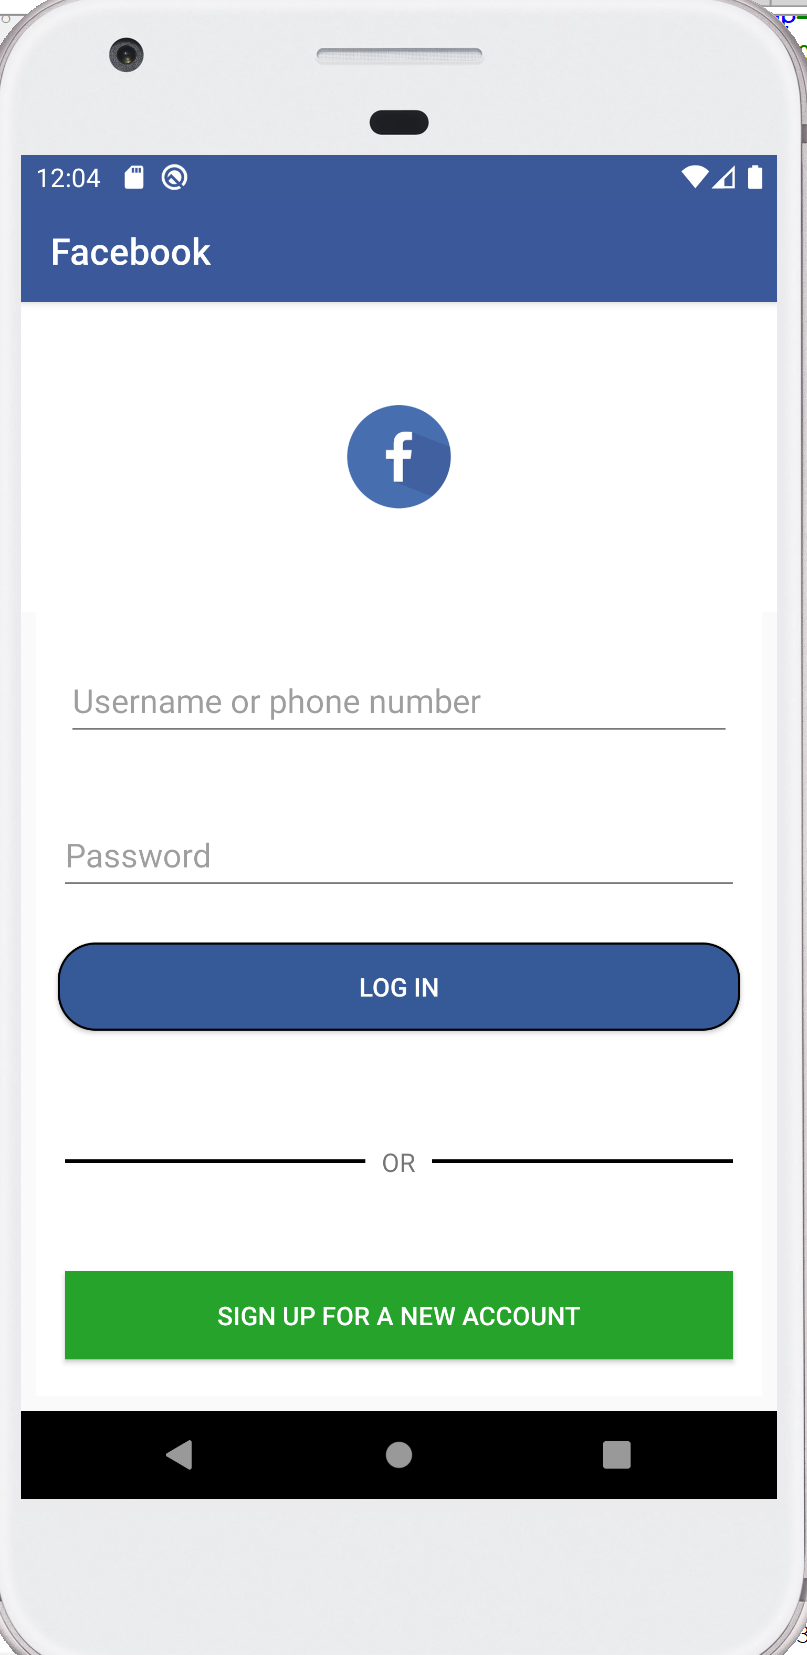 12:04
Facebook
f
Username or phone number
Password
LOG IN
OR
SIGN UP FOR A NEW ACCOUNT